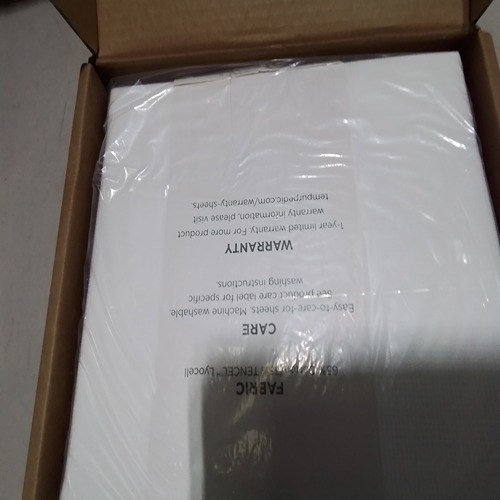 FABRIC
TENCEL™ Lyocell
CARE
Easy-to-care-for sheets. Machine washable.
See product care label for specific
washing instructions.
WARRANTY
1-year limited warranty. For more product
warranty information, please visit
tempurpedic.com/warranty-sheets.